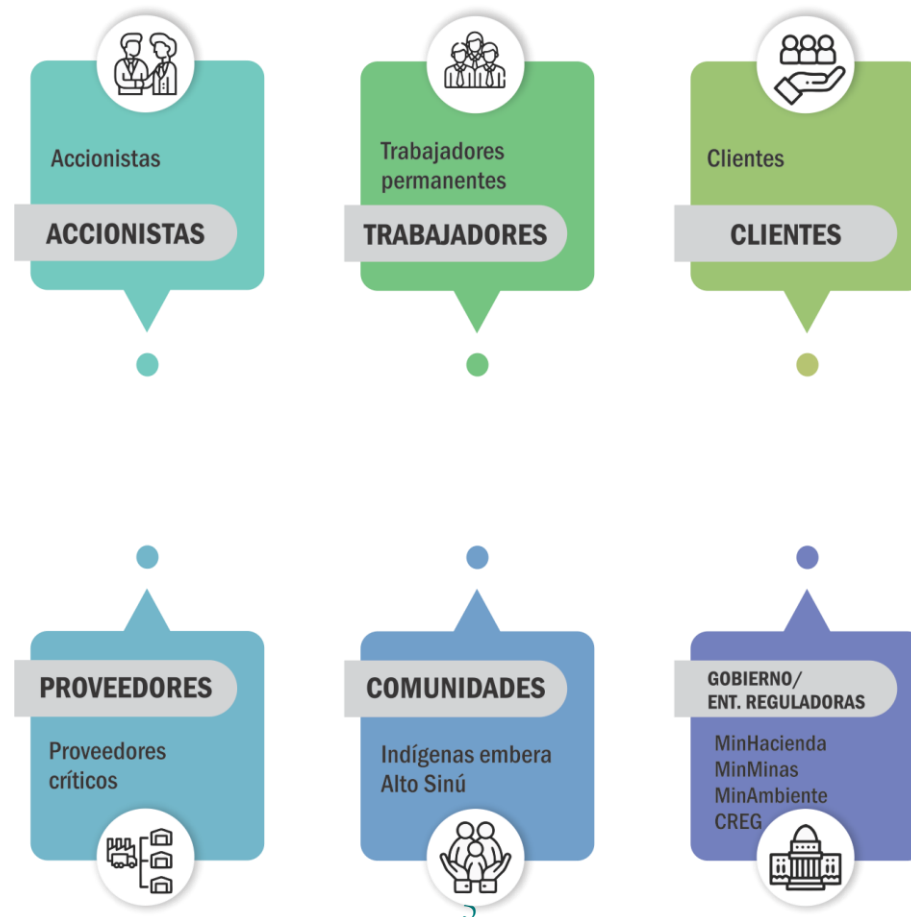 Accionistas
ACCIONISTAS
Trabajadores
permanentes
TRABAJADORES
Clientes
CLIENTES
PROVEEDORES
Proveedores
críticos
COMUNIDADES
Indígenas embera
Alto Sinú
GOBIERNO/
ENT. REGULADORAS
MinHacienda
MinMinas
MinAmbiente
CREG